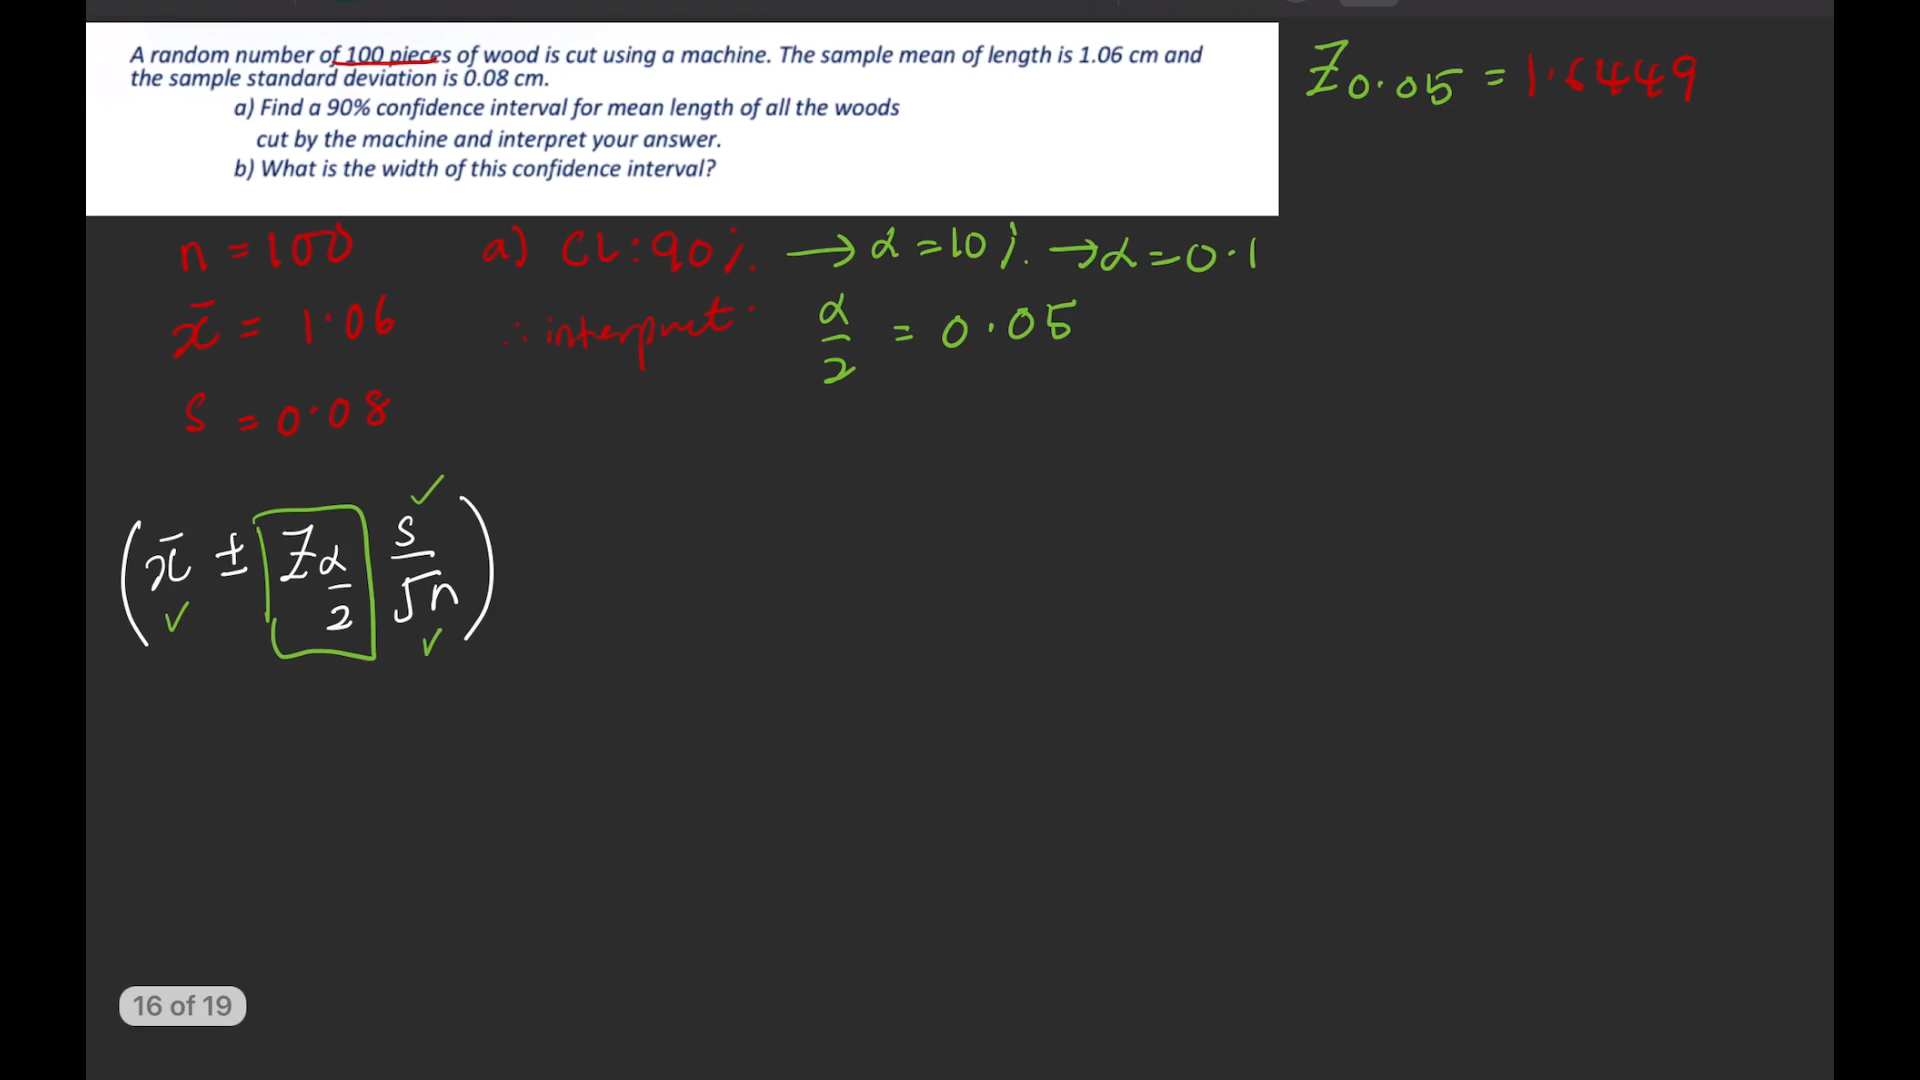 A random number of 100 pieces of wood is cut using a machine. The sample mean of length is 1.06 cm and
the sample standard deviation is 0.08 cm.
a) Find a 90% confidence interval for mean length of all the woods
cut by the machine and interpret your answer.
b) What is the width of this confidence interval?
Z0.05 = 1.6449
n = 100
a) CL: 90%. → α = 10%. → α = 0.1
x̄ = 1.06
∴ interpret.
α/2 = 0.05
S = 0.08
(x̄ ± Zα/2 s/√n)
16 of 19